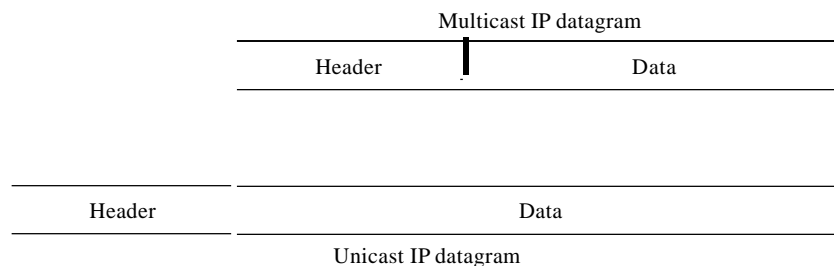 Multicast IP datagram
Header Data
Header Data
Unicast IP datagram